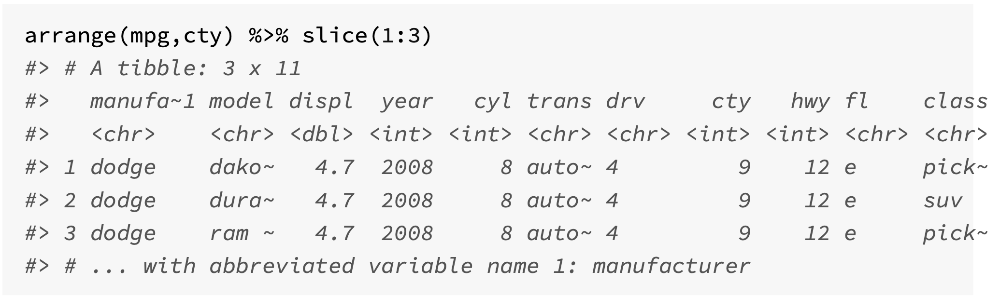 arrange(mpg,cty) %>% slice(1:3)
#> # A tibble: 3 x 11
#>   manufa~1 model displ  year   cyl trans drv     cty   hwy fl    class
#>   <chr>    <chr> <dbl> <int> <int> <chr> <chr> <int> <int> <chr> <chr>
#> 1 dodge    dako~   4.7  2008     8 auto~ 4         9    12 e     pick~
#> 2 dodge    dura~   4.7  2008     8 auto~ 4         9    12 e     suv
#> 3 dodge    ram ~   4.7  2008     8 auto~ 4         9    12 e     pick~
#> # ... with abbreviated variable name 1: manufacturer